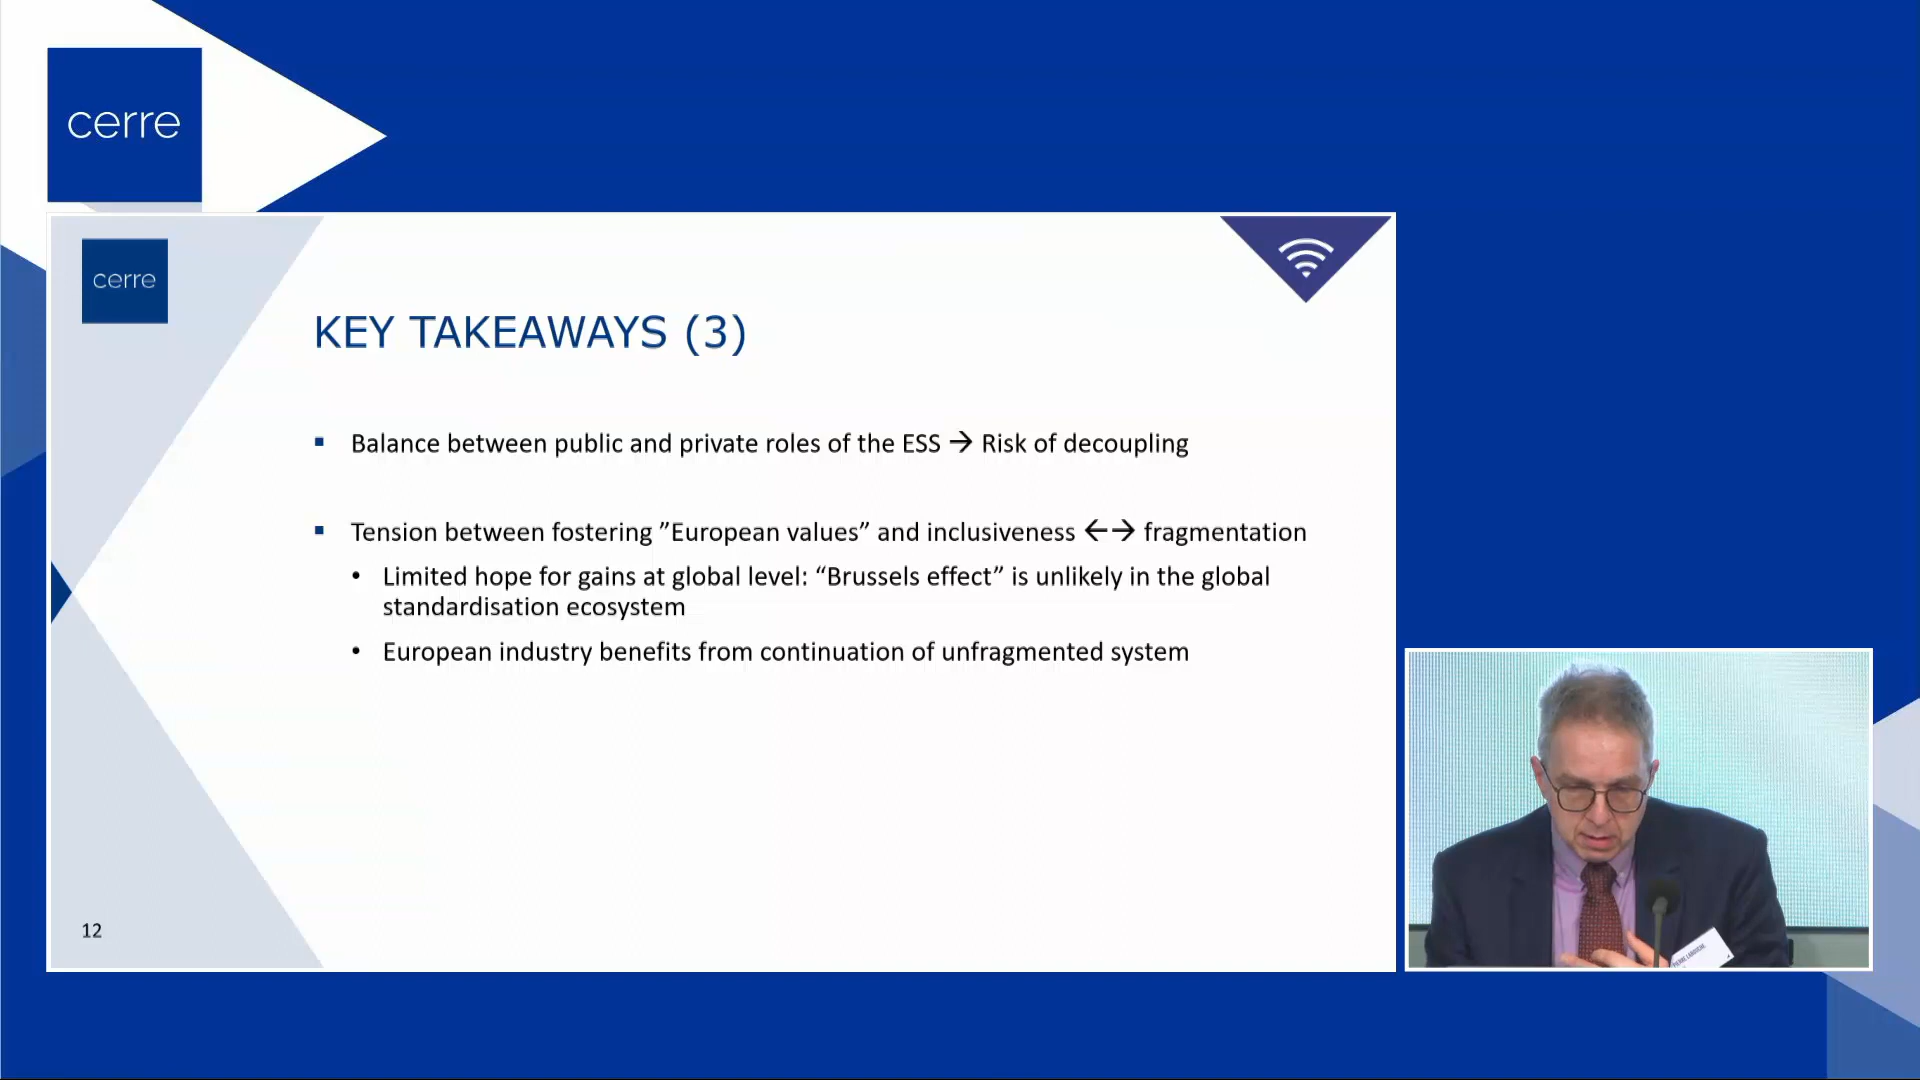 cerre
cerre
KEY TAKEAWAYS (3)
▪ Balance between public and private roles of the ESS → Risk of decoupling
▪ Tension between fostering ”European values” and inclusiveness ←→ fragmentation
• Limited hope for gains at global level: “Brussels effect” is unlikely in the global
standardisation ecosystem
• European industry benefits from continuation of unfragmented system
12
PIERRE LAROUCHE